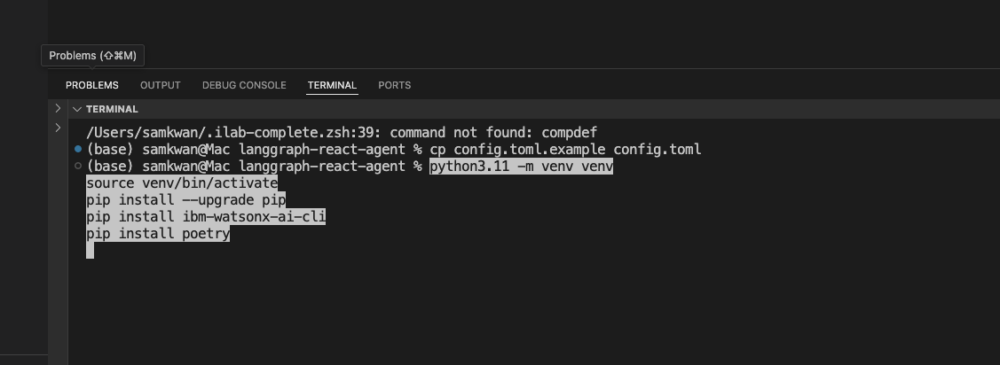 Problems (⇧⌘M)
PROBLEMS OUTPUT DEBUG CONSOLE TERMINAL PORTS
TERMINAL
/Users/samkwan/.ilab-complete.zsh:39: command not found: compdef
(base) samkwan@Mac langgraph-react-agent % cp config.toml.example config.toml
(base) samkwan@Mac langgraph-react-agent % python3.11 -m venv venv
source venv/bin/activate
pip install --upgrade pip
pip install ibm-watsonx-ai-cli
pip install poetry